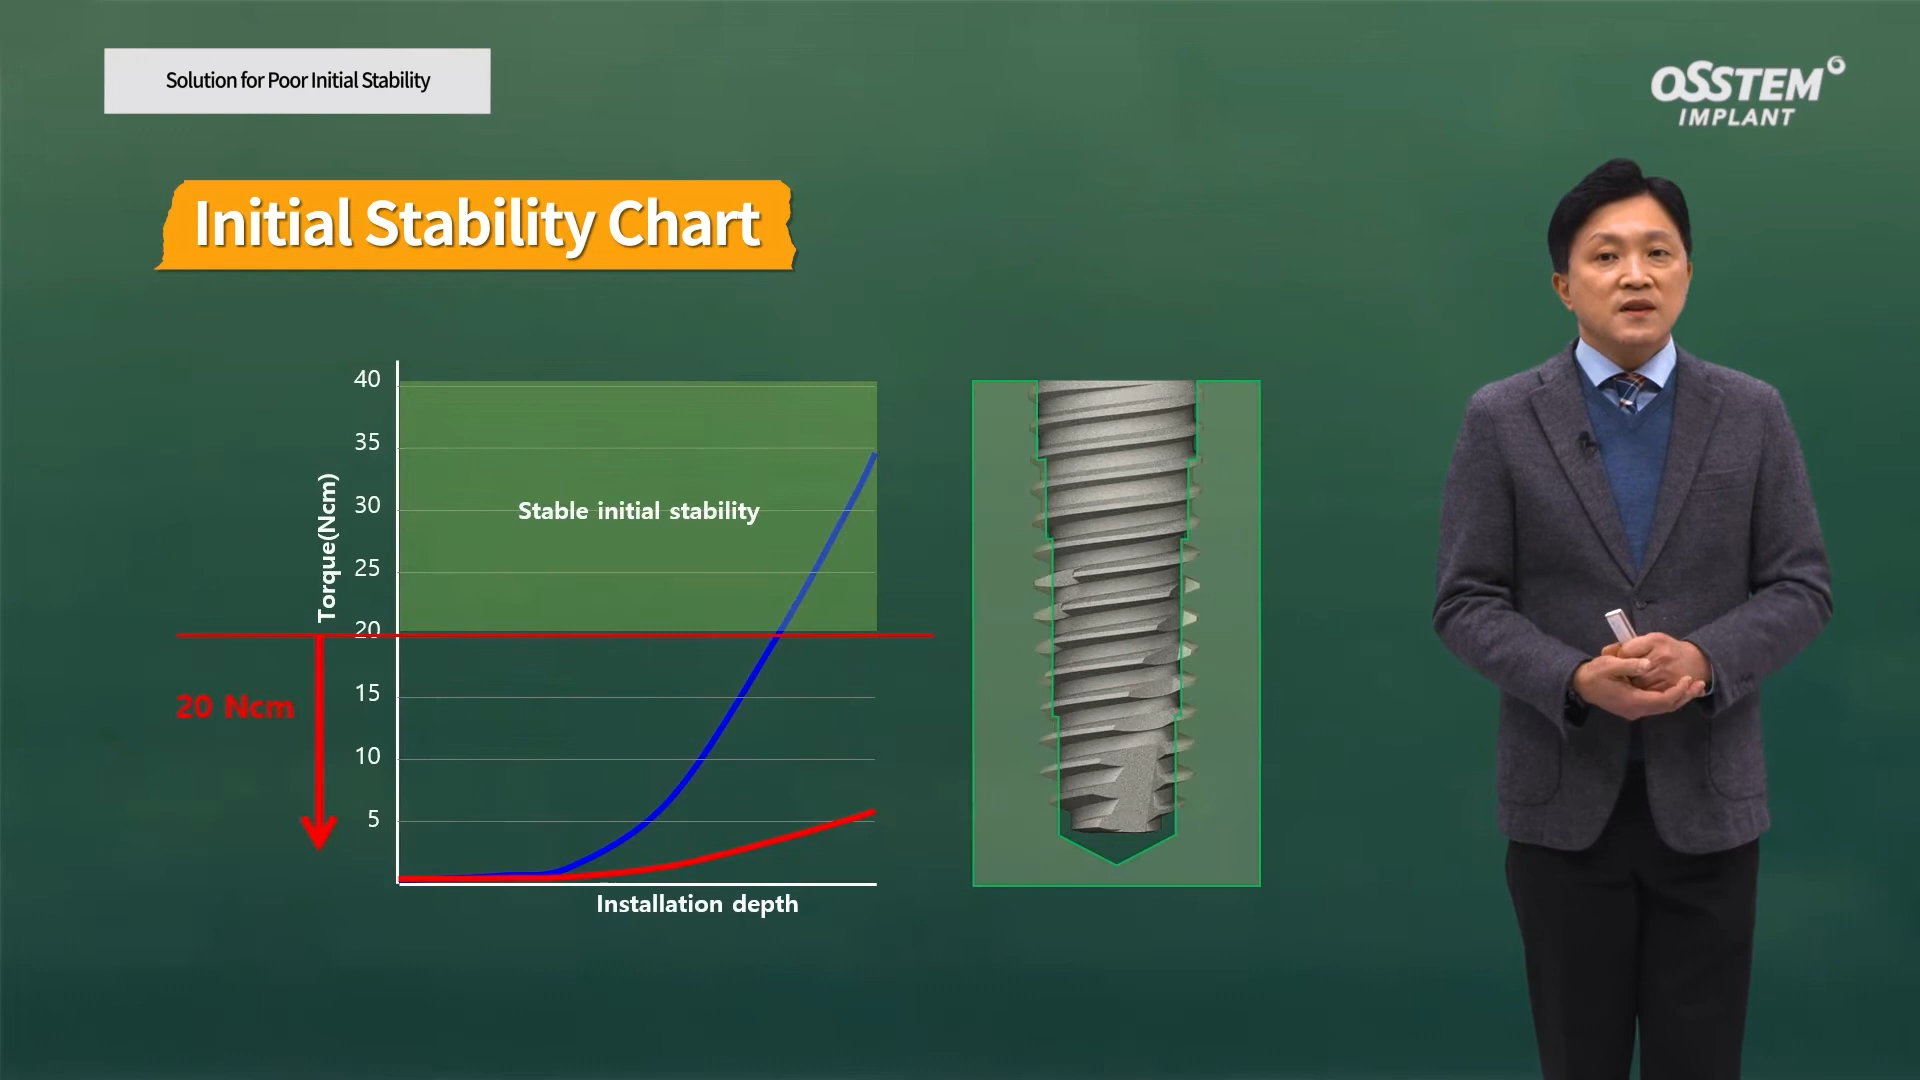 Solution for Poor Initial Stability
OSSTEM
IMPLANT
Initial Stability Chart
40
35
30
25
20
15
10
5
Torque(Ncm)
Stable initial stability
20 Ncm
Installation depth